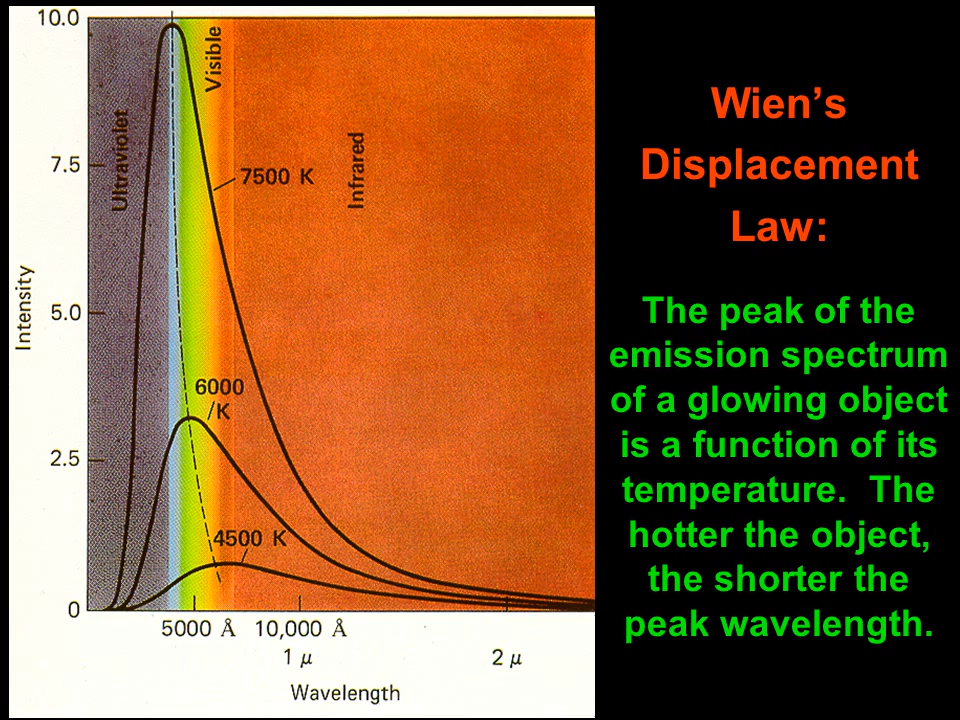 10.0
7.5
5.0
2.5
0
Intensity
Ultraviolet
Visible
Infrared
7500 K
6000
K
4500 K
5000 Å 10,000 Å
1 μ 2 μ
Wavelength
Wien’s
Displacement
Law:
The peak of the
emission spectrum
of a glowing object
is a function of its
temperature. The
hotter the object,
the shorter the
peak wavelength.